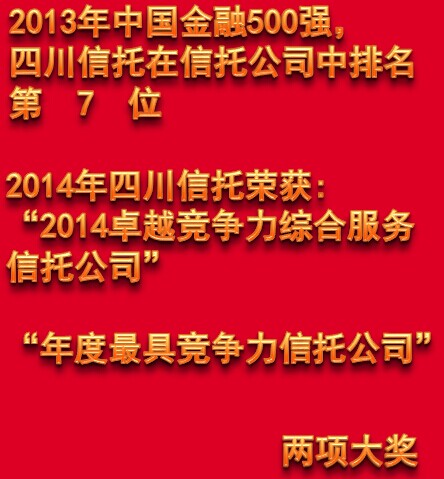 2013年中国金融500强，
四川信托在信托公司中排名
第 7 位
2014年四川信托荣获：
“2014卓越竞争力综合服务
信托公司”
“年度最具竞争力信托公司”
两项大奖